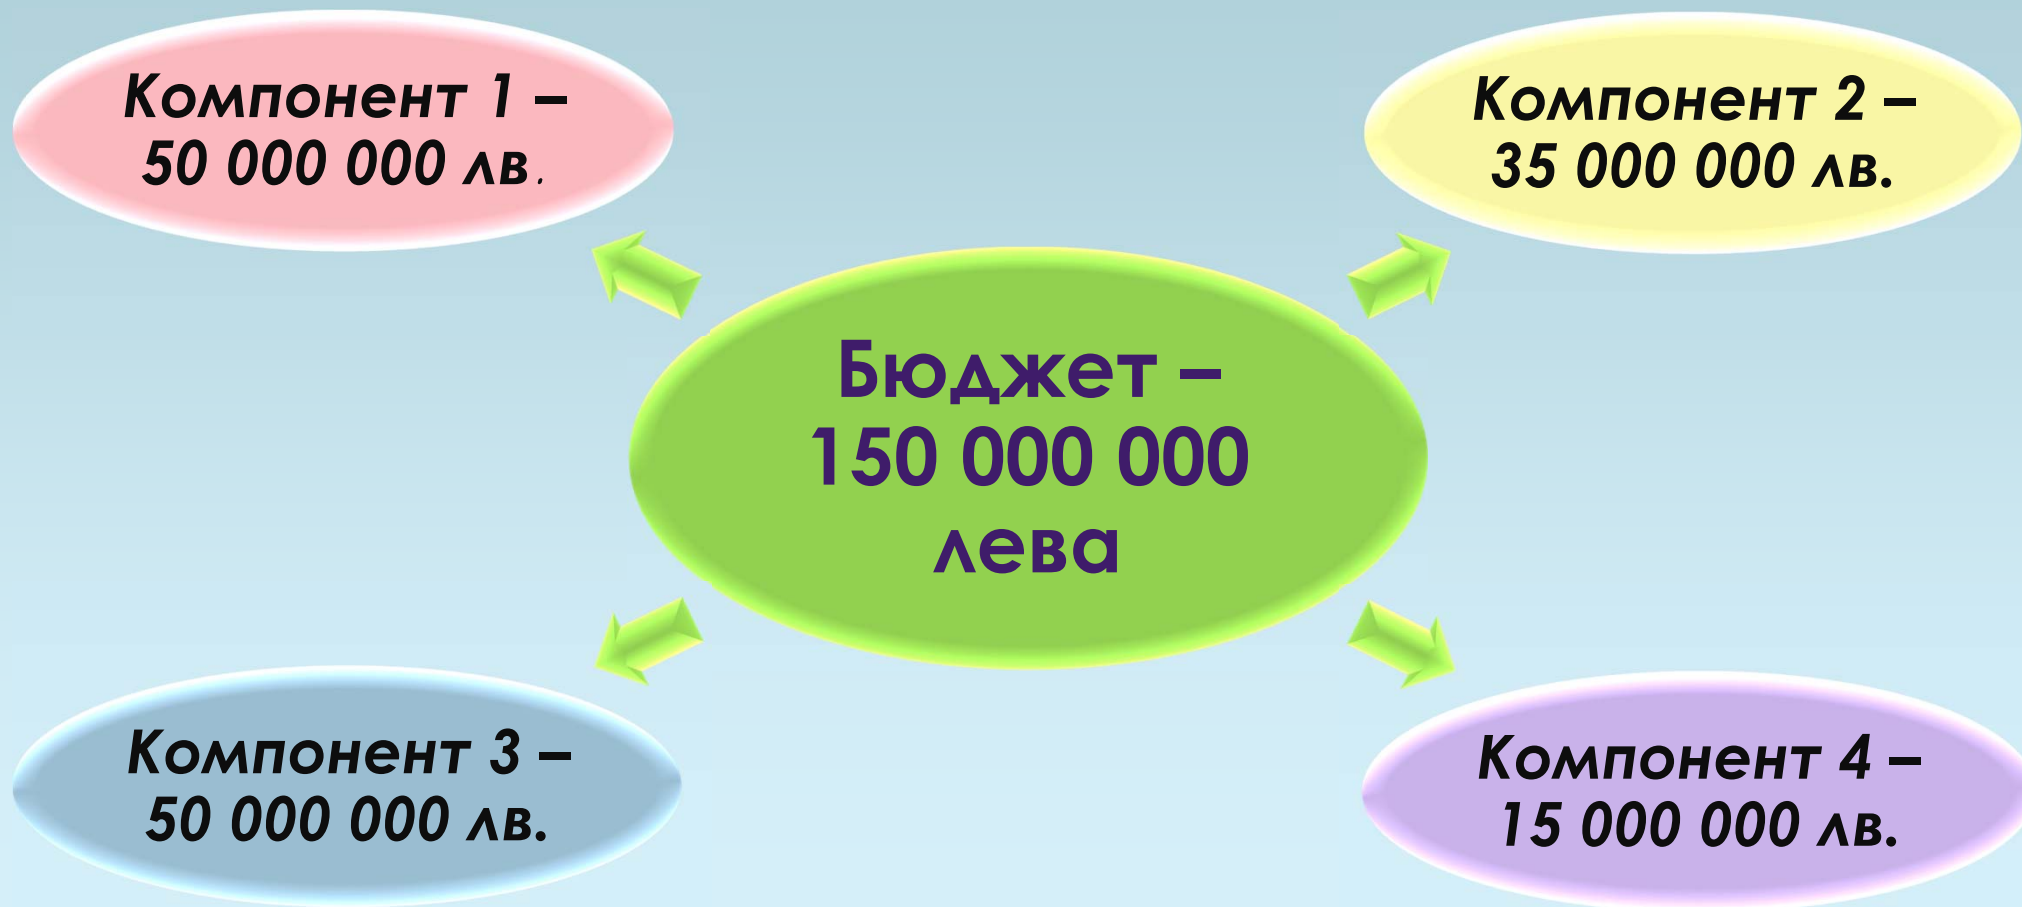 Компонент 1 –
50 000 000 лв.
Компонент 2 –
35 000 000 лв.
Бюджет –
150 000 000
лева
Компонент 3 –
50 000 000 лв.
Компонент 4 –
15 000 000 лв.